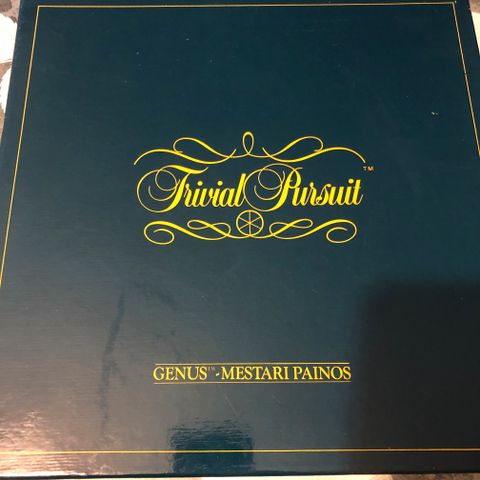 Trivial Pursuit™
GENUS™-MESTARI PAINOS